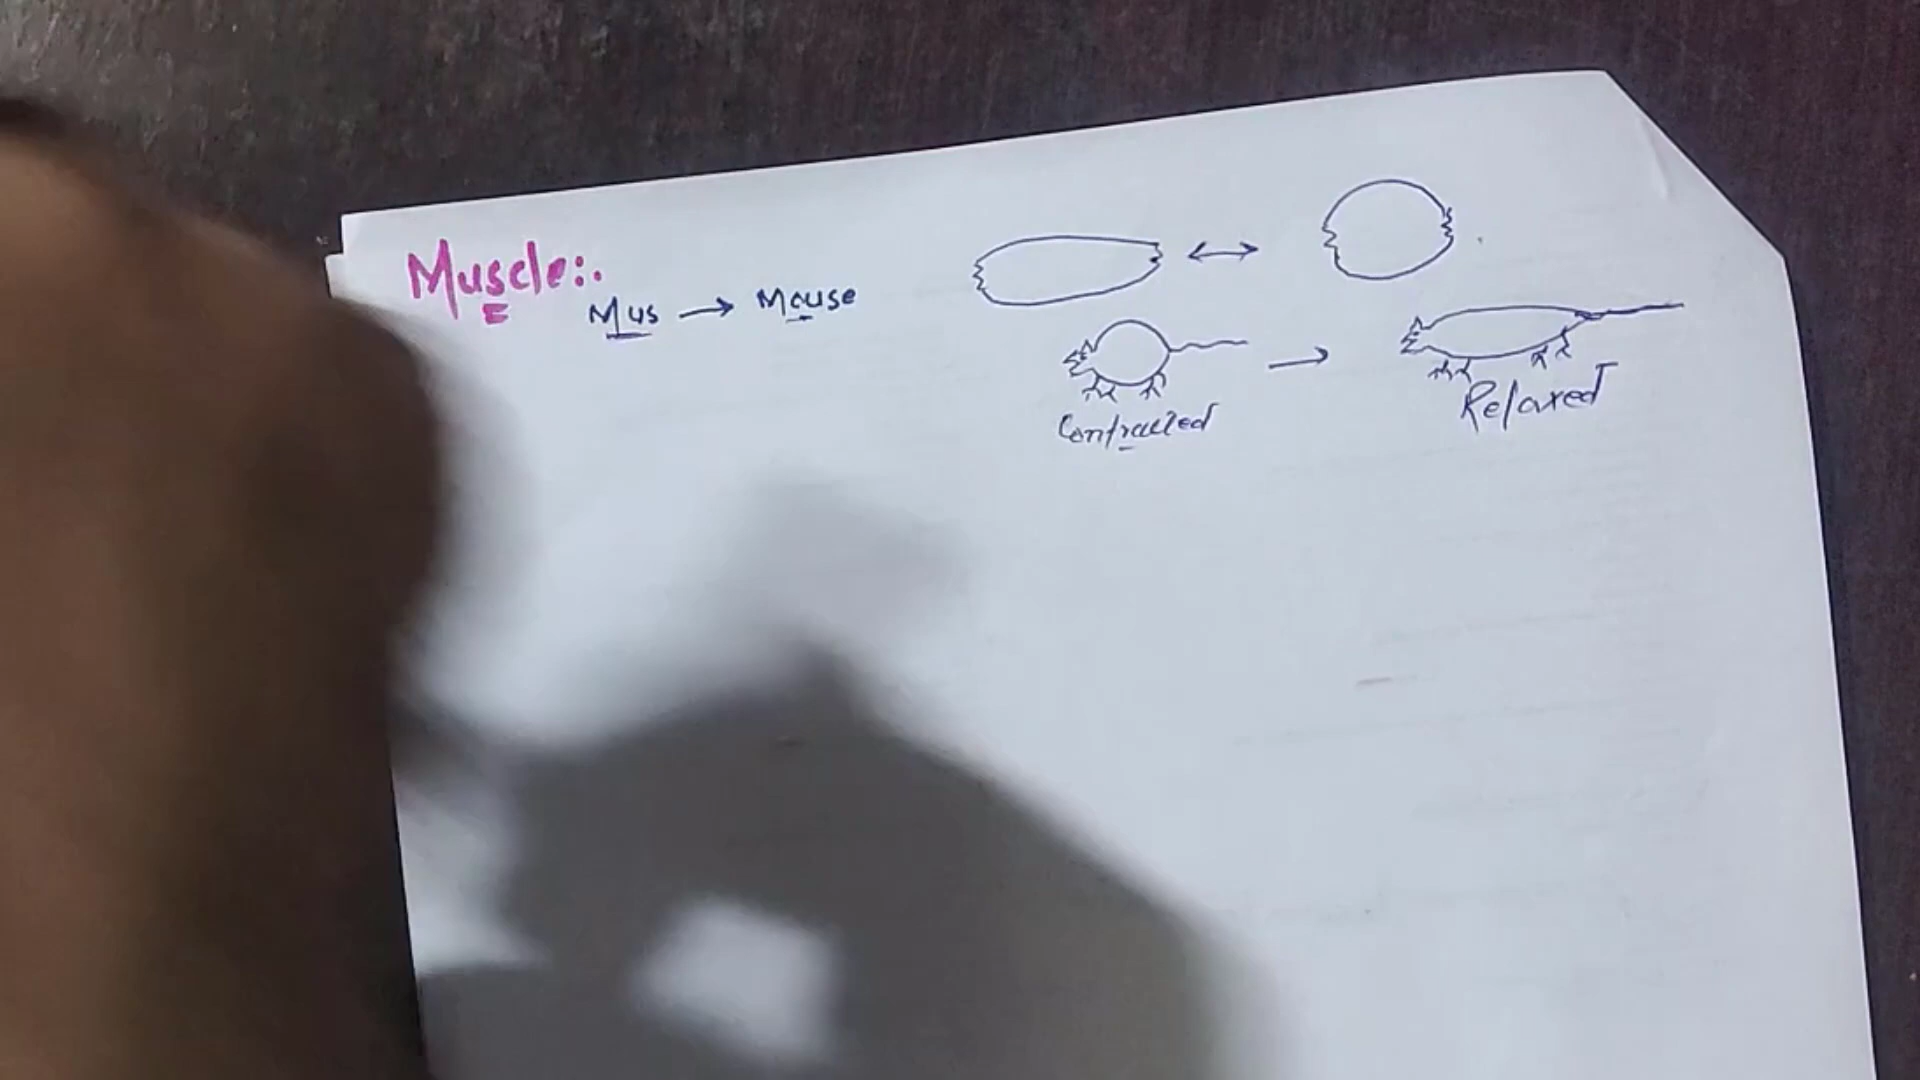 Muscle:.
Mus → Mouse
Contracted
Relaxed